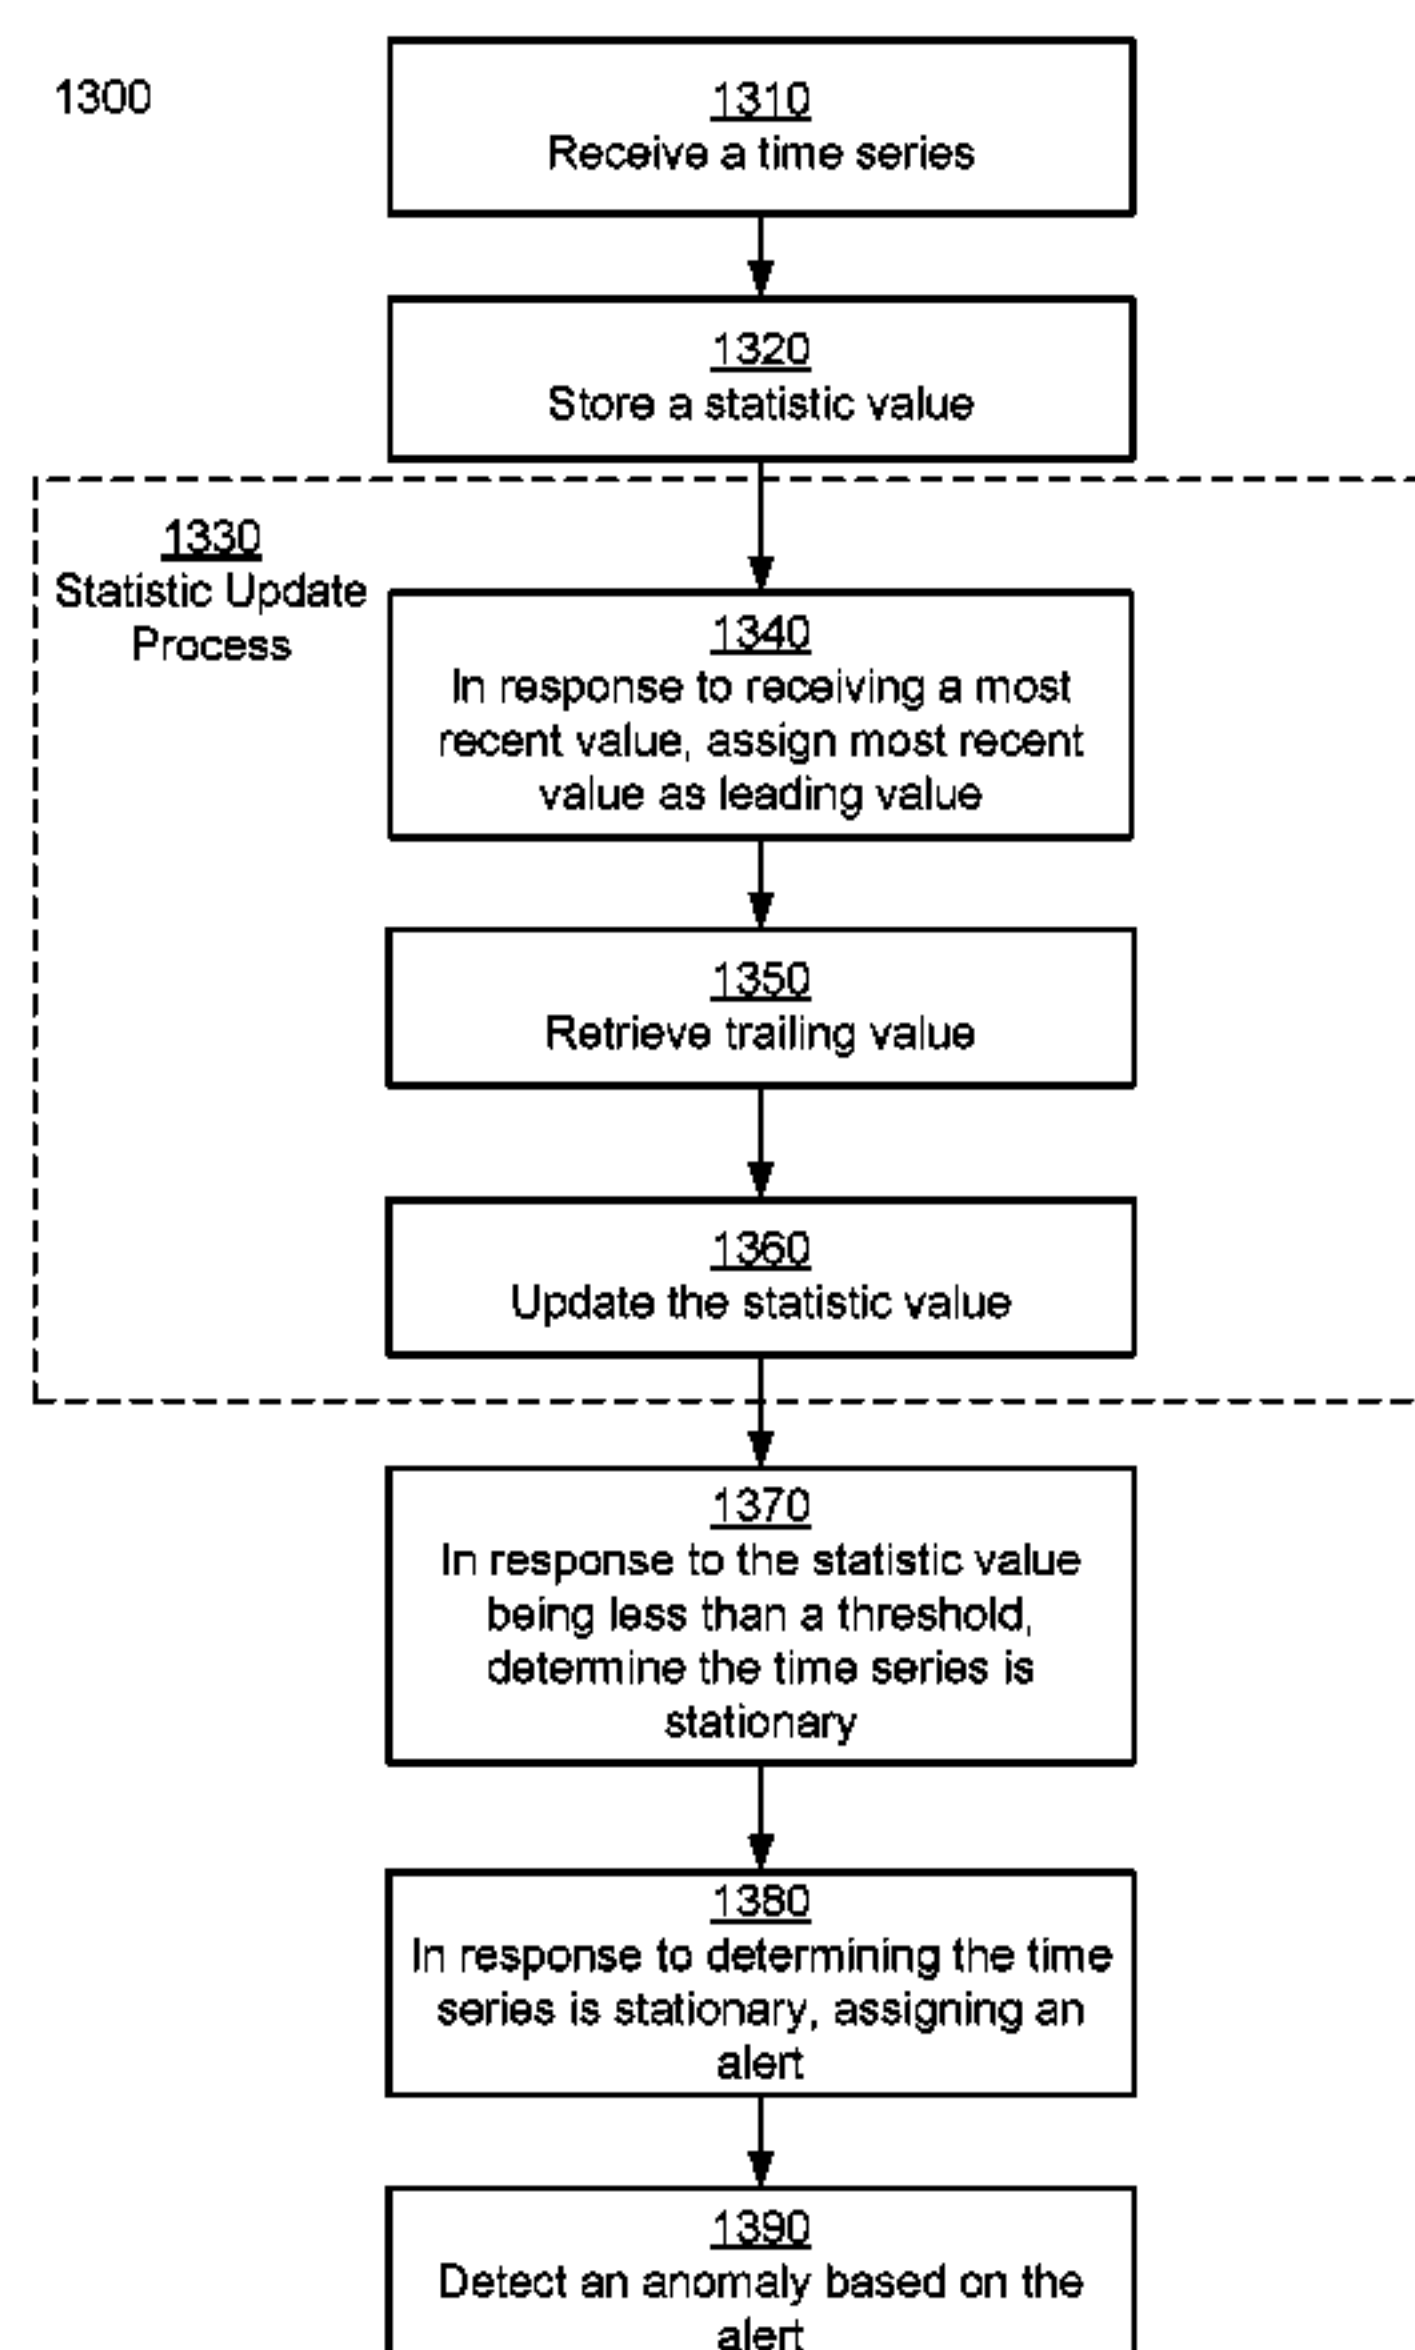 1300
1310
Receive a time series
1320
Store a statistic value
1330
Statistic Update
Process
1340
In response to receiving a most
recent value, assign most recent
value as leading value
1350
Retrieve trailing value
1360
Update the statistic value
1370
In response to the statistic value
being less than a threshold,
determine the time series is
stationary
1380
In response to determining the time
series is stationary, assigning an
alert
1390
Detect an anomaly based on the
alert